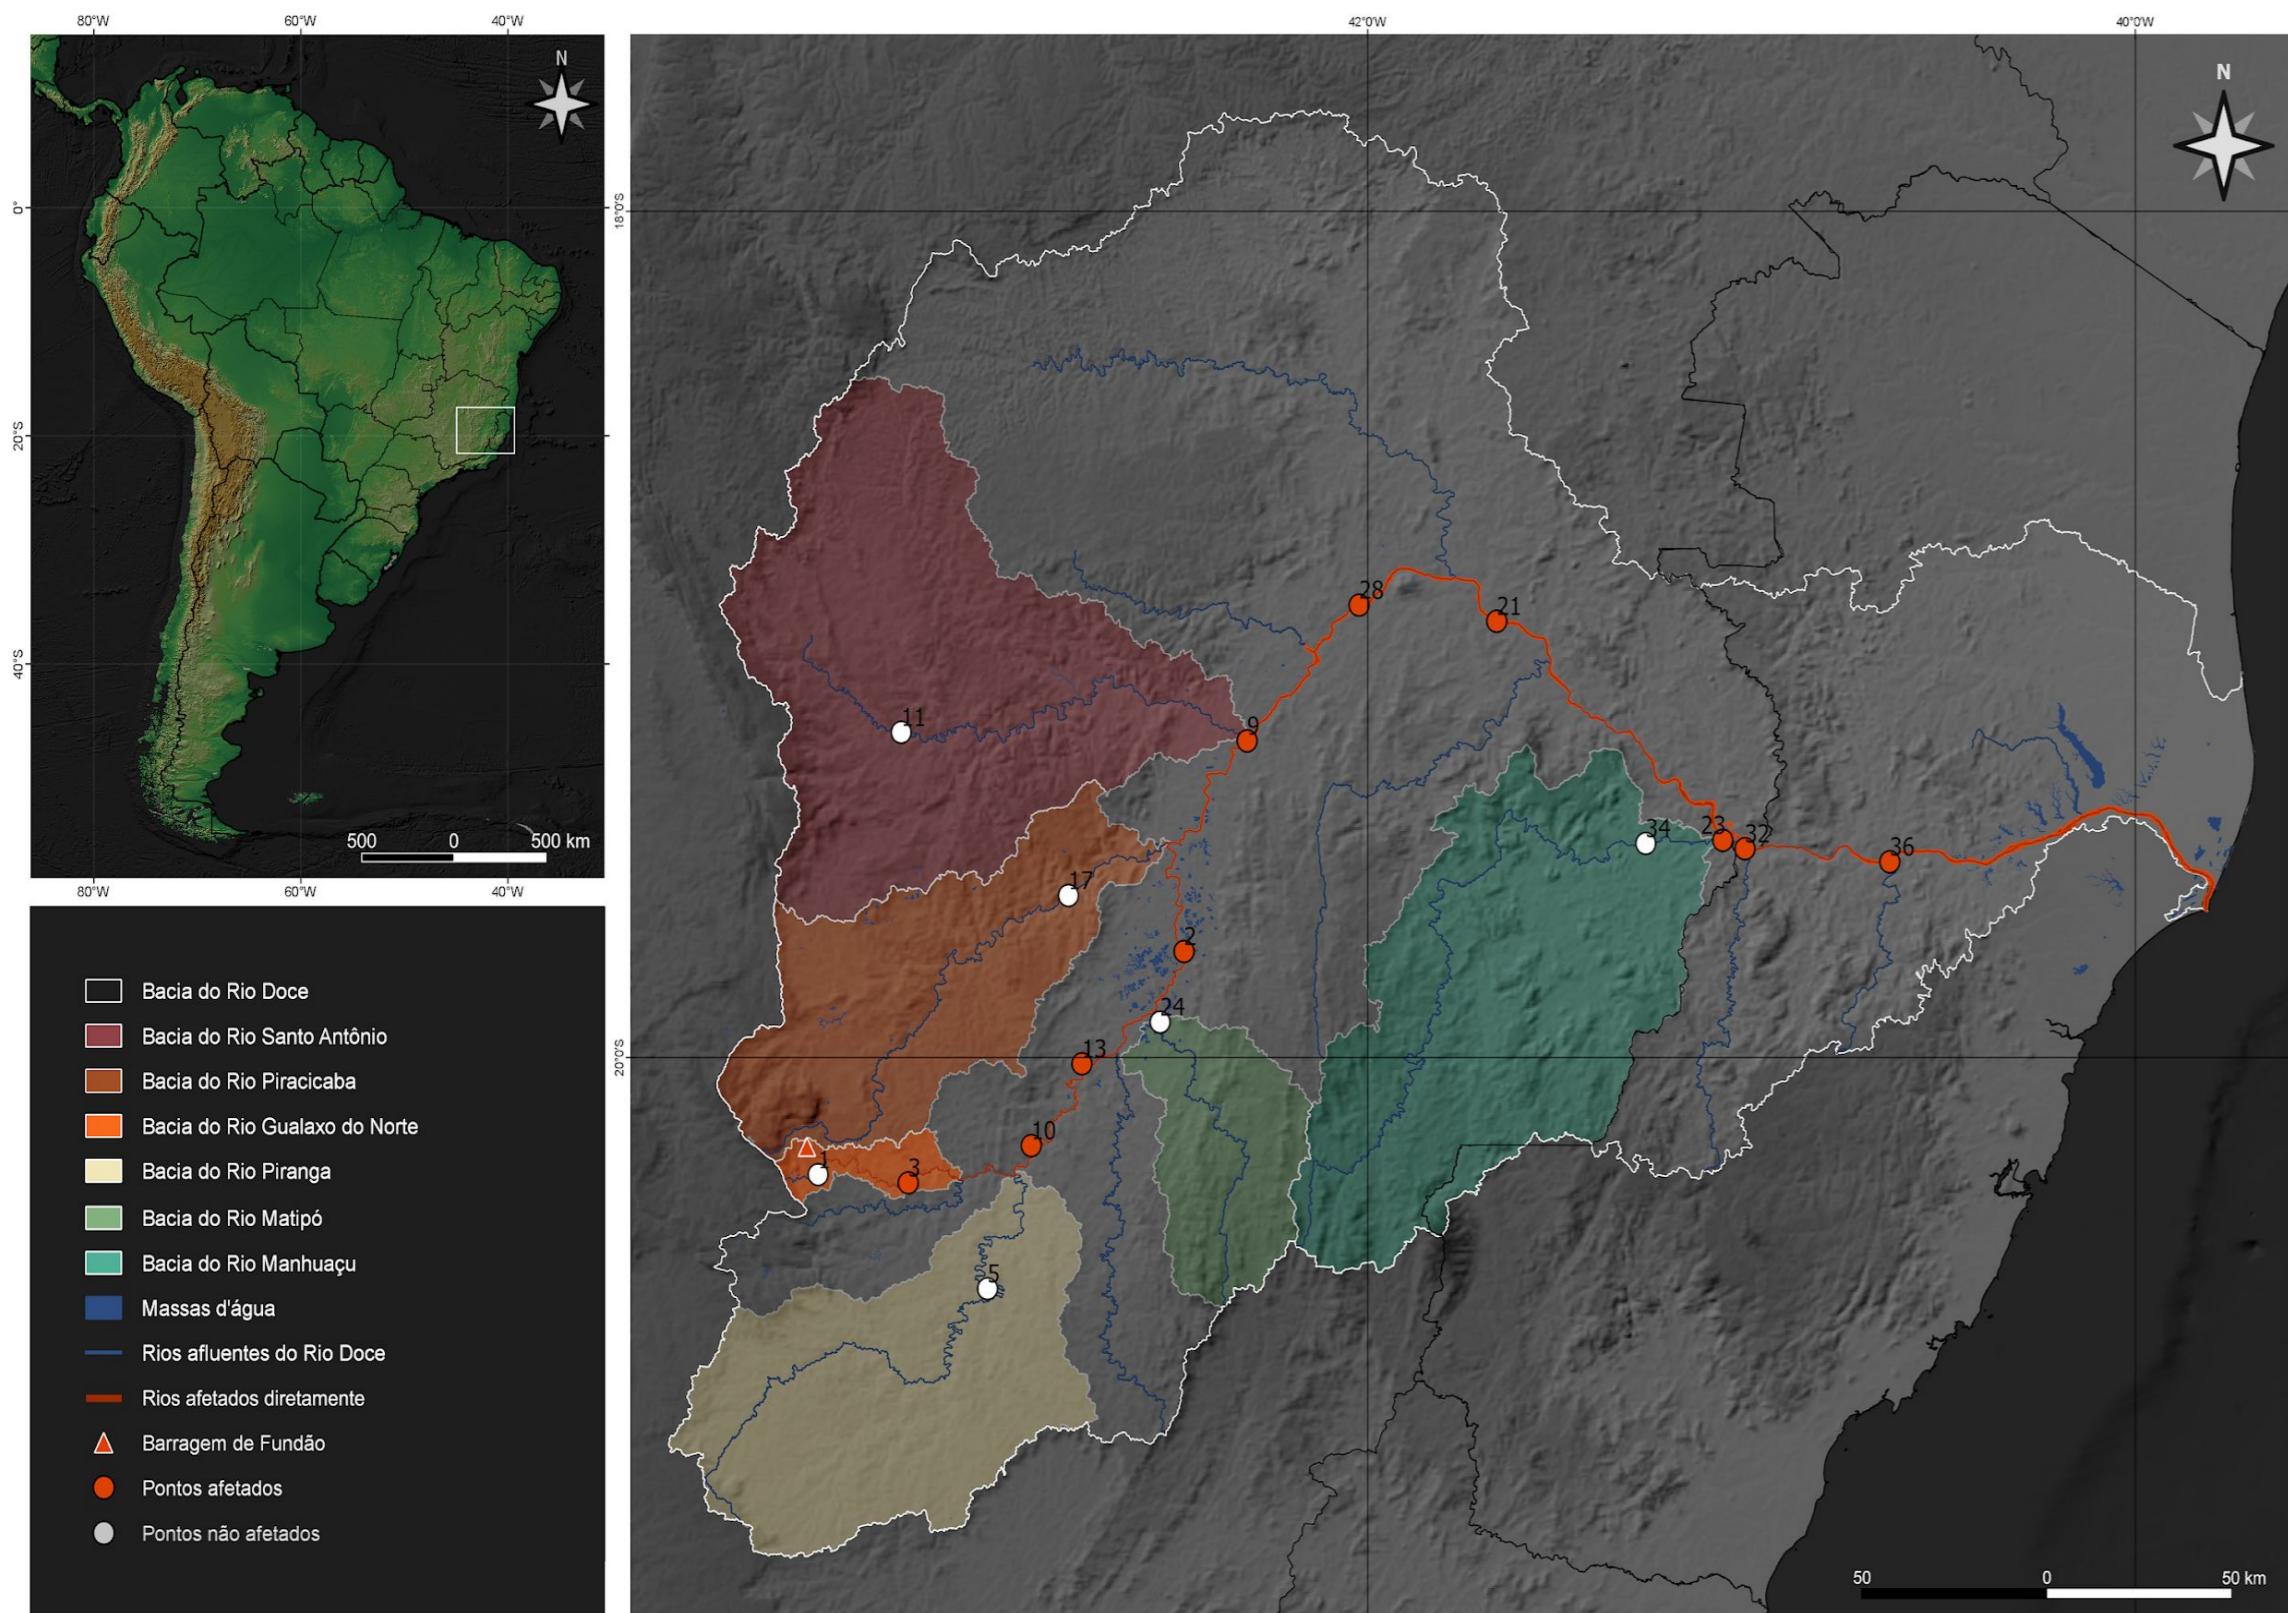 80°W 60°W 40°W
N
0°
20°S
40°S
500 0 500 km
80°W 60°W 40°W
Bacia do Rio Doce
Bacia do Rio Santo Antônio
Bacia do Rio Piracicaba
Bacia do Rio Gualaxo do Norte
Bacia do Rio Piranga
Bacia do Rio Matipó
Bacia do Rio Manhuaçu
Massas d'água
Rios afluentes do Rio Doce
Rios afetados diretamente
Barragem de Fundão
Pontos afetados
Pontos não afetados
42°0'W 40°0'W
N
18°0'S
28
21
11
9
34
23
32
36
17
2
24
20°0'S
13
10
1
3
5
50 0 50 km